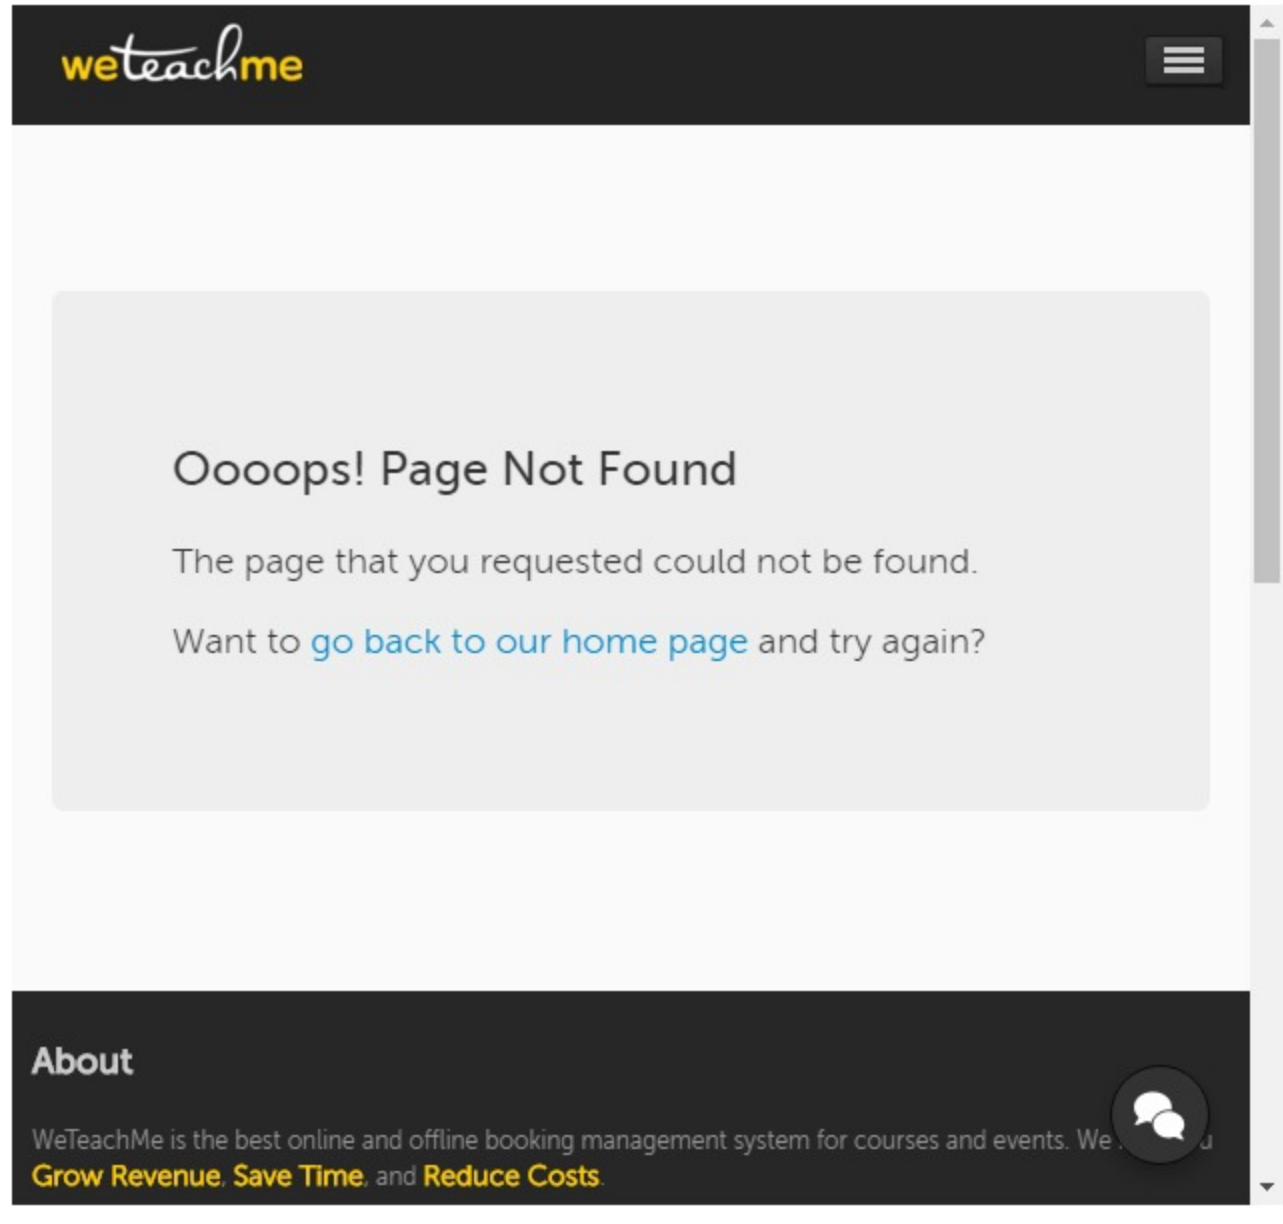 weteachme
Oooops! Page Not Found
The page that you requested could not be found.
Want to go back to our home page and try again?
About
WeTeachMe is the best online and offline booking management system for courses and events. We
Grow Revenue, Save Time, and Reduce Costs.